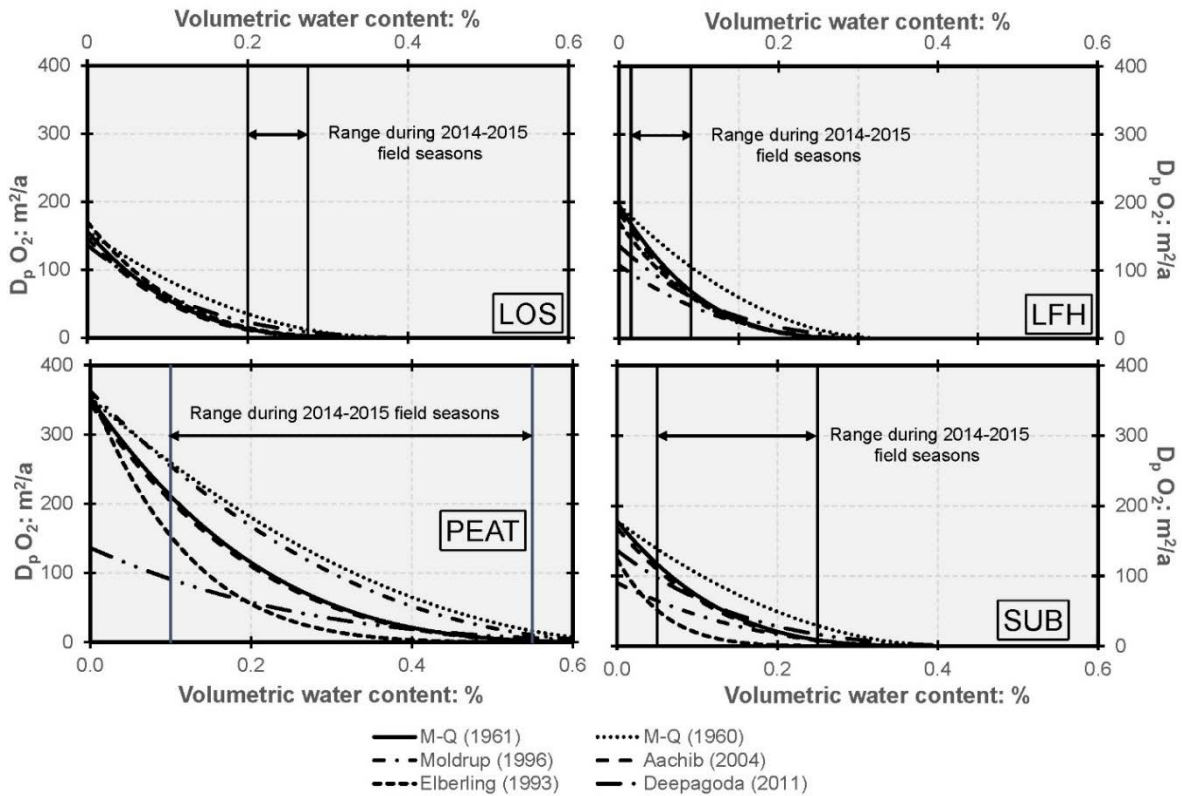 Volumetric water content: %
Volumetric water content: %
0
0.2
0.4
0.6
0
0.2
0.4
0.6
400
300
200
100
0
D_p O_2: m²/a
Range during 2014-2015
field seasons
LOS
Range during 2014-2015
field seasons
LFH
400
300
200
100
0
D_p O_2: m²/a
400
300
200
100
0
D_p O_2: m²/a
Range during 2014-2015 field seasons
PEAT
Range during 2014-2015
field seasons
SUB
400
300
200
100
0
D_p O_2: m²/a
0.0
0.2
0.4
0.6
0.0
0.2
0.4
0.6
Volumetric water content: %
Volumetric water content: %
M-Q (1961)
M-Q (1960)
Moldrup (1996)
Aachib (2004)
Elberling (1993)
Deepagoda (2011)